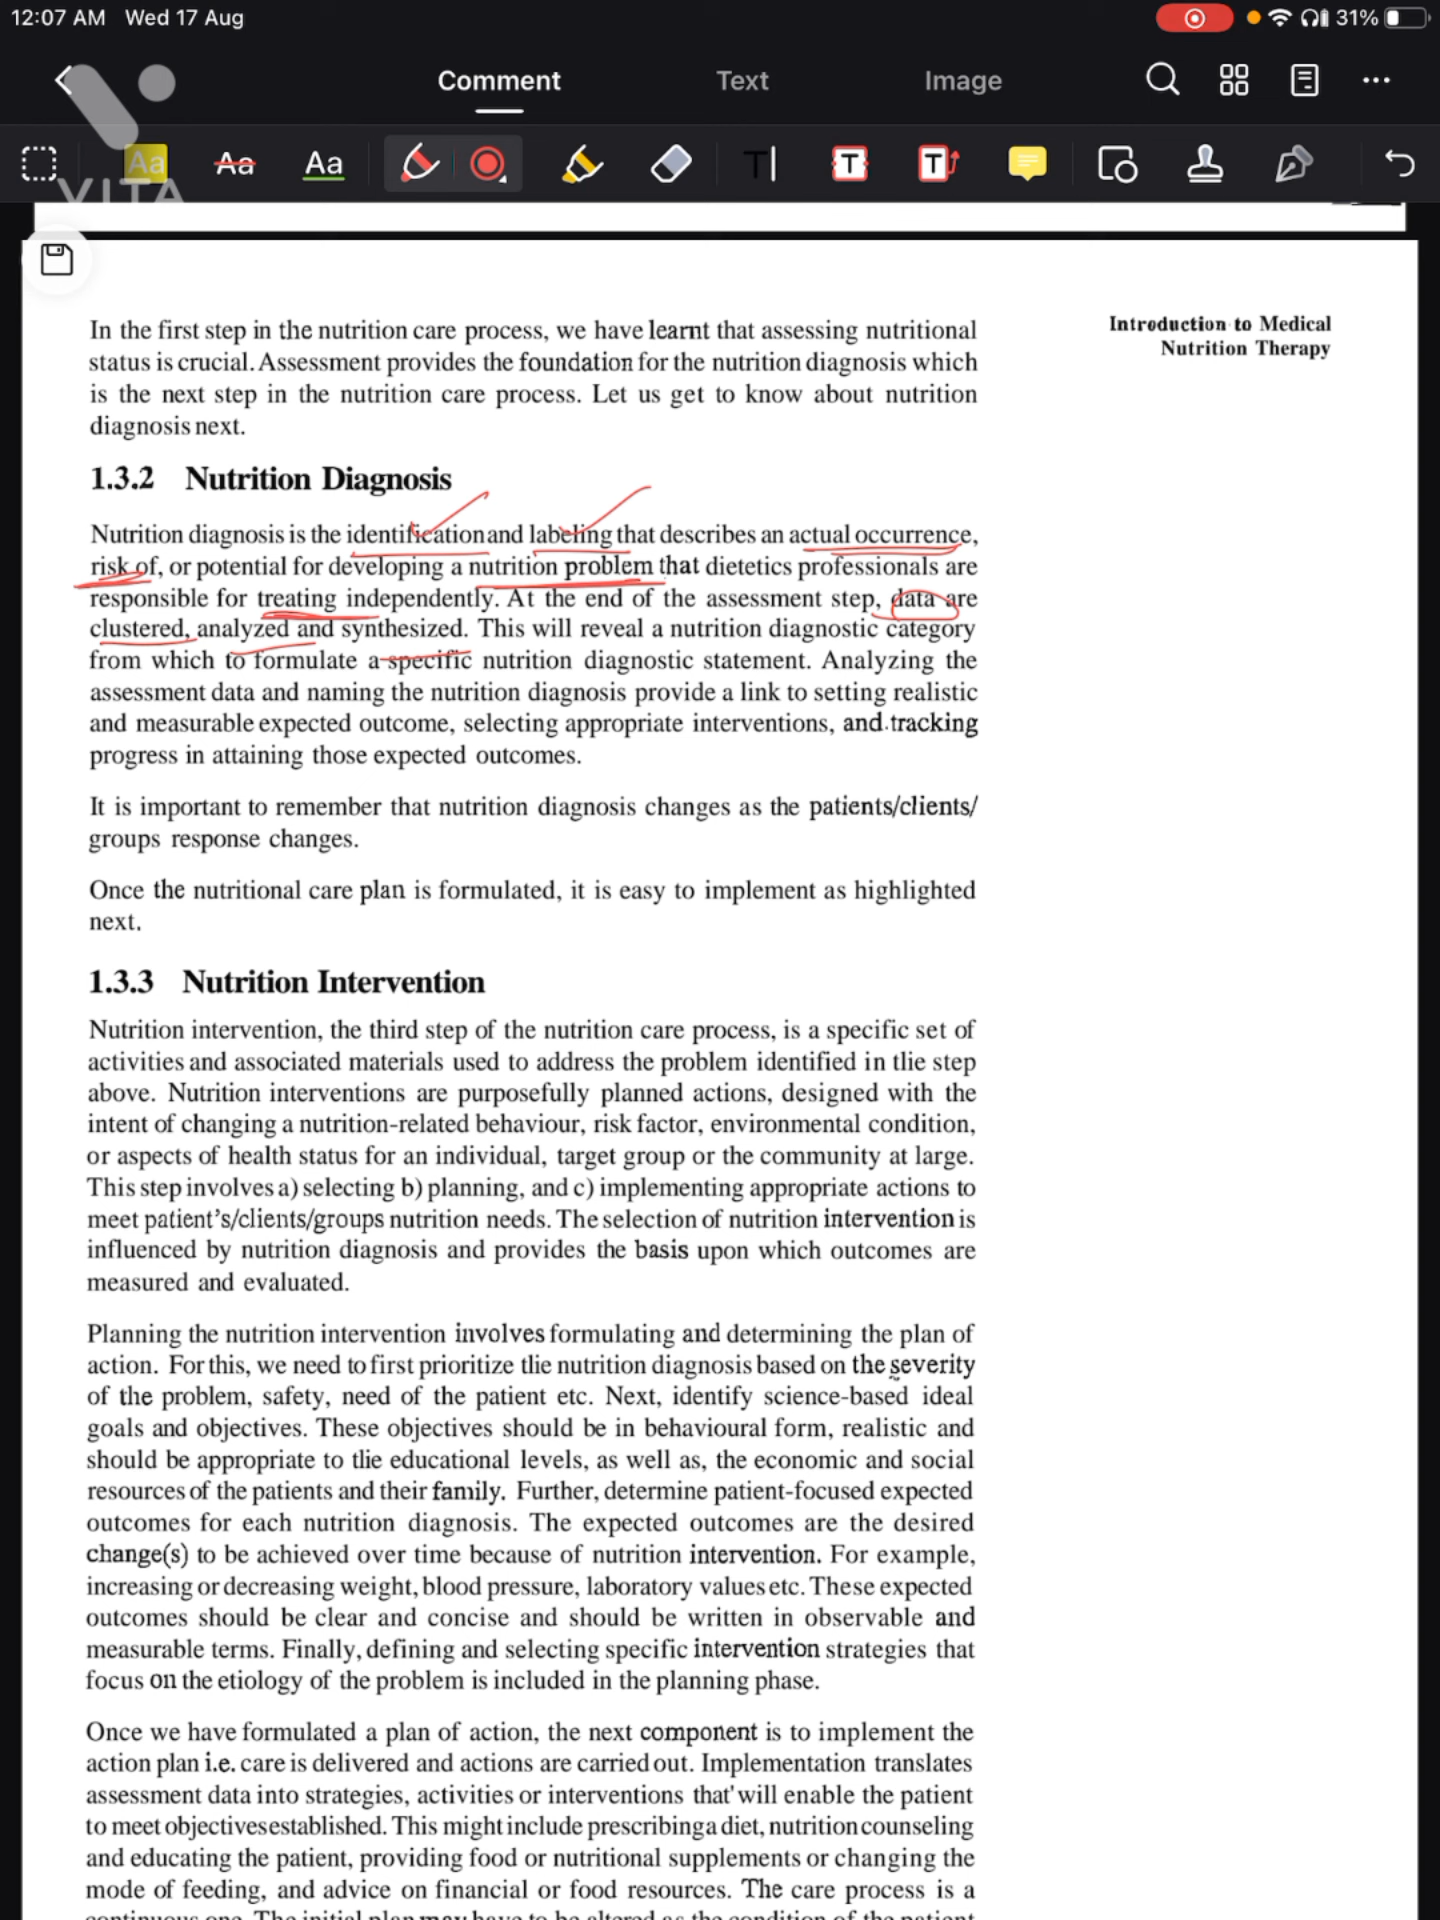 12:07 AM Wed 17 Aug
31%
Comment Text Image
Aa Aa Aa T T T
VITA
In the first step in the nutrition care process, we have learnt that assessing nutritional
status is crucial. Assessment provides the foundation for the nutrition diagnosis which
is the next step in the nutrition care process. Let us get to know about nutrition
diagnosis next.
Introduction to Medical
Nutrition Therapy
1.3.2 Nutrition Diagnosis
Nutrition diagnosis is the identification and labeling that describes an actual occurrence,
risk of, or potential for developing a nutrition problem that dietetics professionals are
responsible for treating independently. At the end of the assessment step, data are
clustered, analyzed and synthesized. This will reveal a nutrition diagnostic category
from which to formulate a specific nutrition diagnostic statement. Analyzing the
assessment data and naming the nutrition diagnosis provide a link to setting realistic
and measurable expected outcome, selecting appropriate interventions, and tracking
progress in attaining those expected outcomes.
It is important to remember that nutrition diagnosis changes as the patients/clients/
groups response changes.
Once the nutritional care plan is formulated, it is easy to implement as highlighted
next.
1.3.3 Nutrition Intervention
Nutrition intervention, the third step of the nutrition care process, is a specific set of
activities and associated materials used to address the problem identified in tlie step
above. Nutrition interventions are purposefully planned actions, designed with the
intent of changing a nutrition-related behaviour, risk factor, environmental condition,
or aspects of health status for an individual, target group or the community at large.
This step involves a) selecting b) planning, and c) implementing appropriate actions to
meet patient's/clients/groups nutrition needs. The selection of nutrition intervention is
influenced by nutrition diagnosis and provides the basis upon which outcomes are
measured and evaluated.
Planning the nutrition intervention involves formulating and determining the plan of
action. For this, we need to first prioritize tlie nutrition diagnosis based on the severity
of the problem, safety, need of the patient etc. Next, identify science-based ideal
goals and objectives. These objectives should be in behavioural form, realistic and
should be appropriate to tlie educational levels, as well as, the economic and social
resources of the patients and their family. Further, determine patient-focused expected
outcomes for each nutrition diagnosis. The expected outcomes are the desired
change(s) to be achieved over time because of nutrition intervention. For example,
increasing or decreasing weight, blood pressure, laboratory values etc. These expected
outcomes should be clear and concise and should be written in observable and
measurable terms. Finally, defining and selecting specific intervention strategies that
focus on the etiology of the problem is included in the planning phase.
Once we have formulated a plan of action, the next component is to implement the
action plan i.e. care is delivered and actions are carried out. Implementation translates
assessment data into strategies, activities or interventions that' will enable the patient
to meet objectives established. This might include prescribing a diet, nutrition counseling
and educating the patient, providing food or nutritional supplements or changing the
mode of feeding, and advice on financial or food resources. The care process is a
continuous one. The initial plan may have to be altered as the condition of the patient